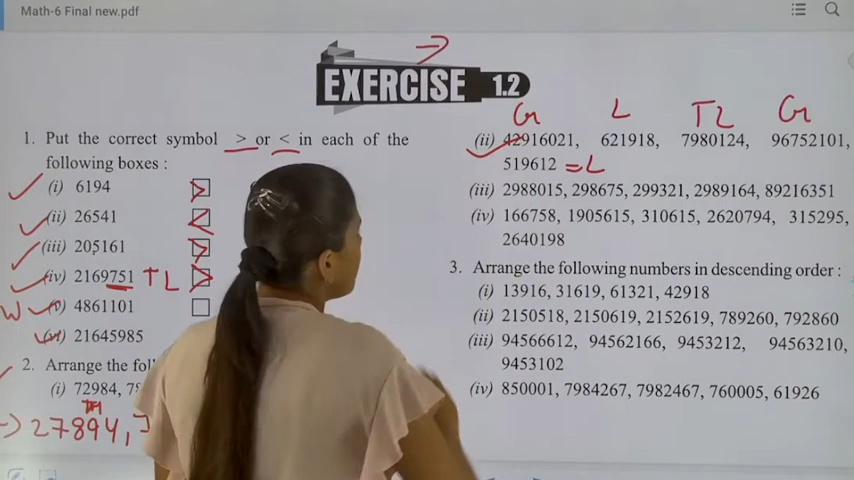 Math-6 Final new.pdf
EXERCISE 1.2
1. Put the correct symbol > or < in each of the
following boxes :
(i) 6194 >
(ii) 26541 <
(iii) 205161 >
(iv) 2169751 TL >
W (v) 4861101
(vi) 21645985
2. Arrange the
(i) 72984,
27894,
G L TL G
(ii) 42916021, 621918, 7980124, 96752101,
519612 = L
(iii) 2988015, 298675, 299321, 2989164, 89216351
(iv) 166758, 1905615, 310615, 2620794, 315295,
2640198
3. Arrange the following numbers in descending order :
(i) 13916, 31619, 61321, 42918
(ii) 2150518, 2150619, 2152619, 789260, 792860
(iii) 94566612, 94562166, 9453212, 94563210,
9453102
(iv) 850001, 7984267, 7982467, 760005, 61926